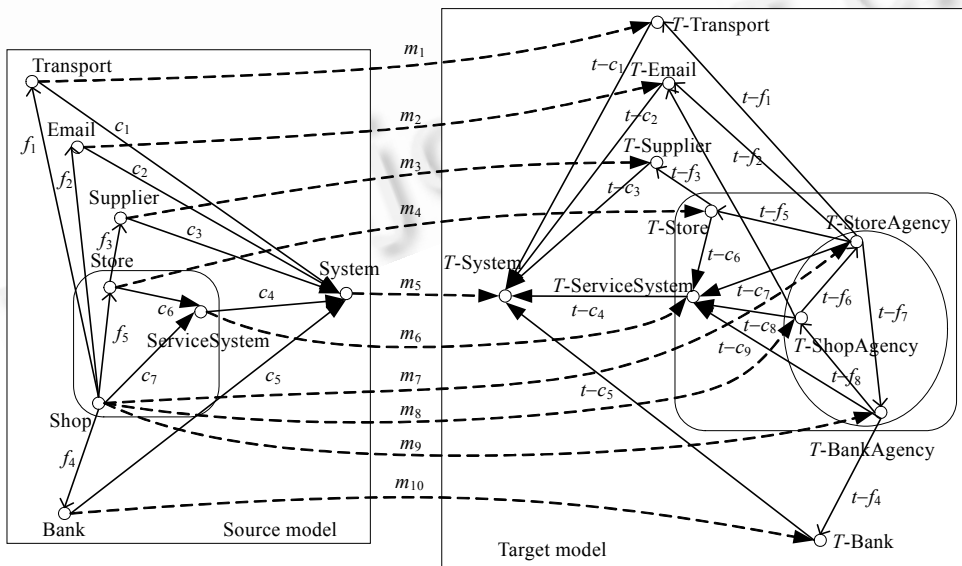 T-Transport
m1
Transport
t−c1
T-Email
m2
t−f1
Email
c1
t−c2
f1
f2
c2
m3
T-Supplier
t−f2
Supplier
t−c3
t−f3
m4
f3
c3
t−f5
T-StoreAgency
T-Store
Store
System
T-System
t−c6
T-ServiceSystem
m5
c4
c6
t−c7
t−f6
t−f7
t−c4
f5
ServiceSystem
m6
t−c8
T-ShopAgency
t−c9
c7
c5
m7
t−f8
t−c5
m8
Shop
m9
T-BankAgency
f4
m10
t−f4
Bank
Source model
T-Bank
Target model